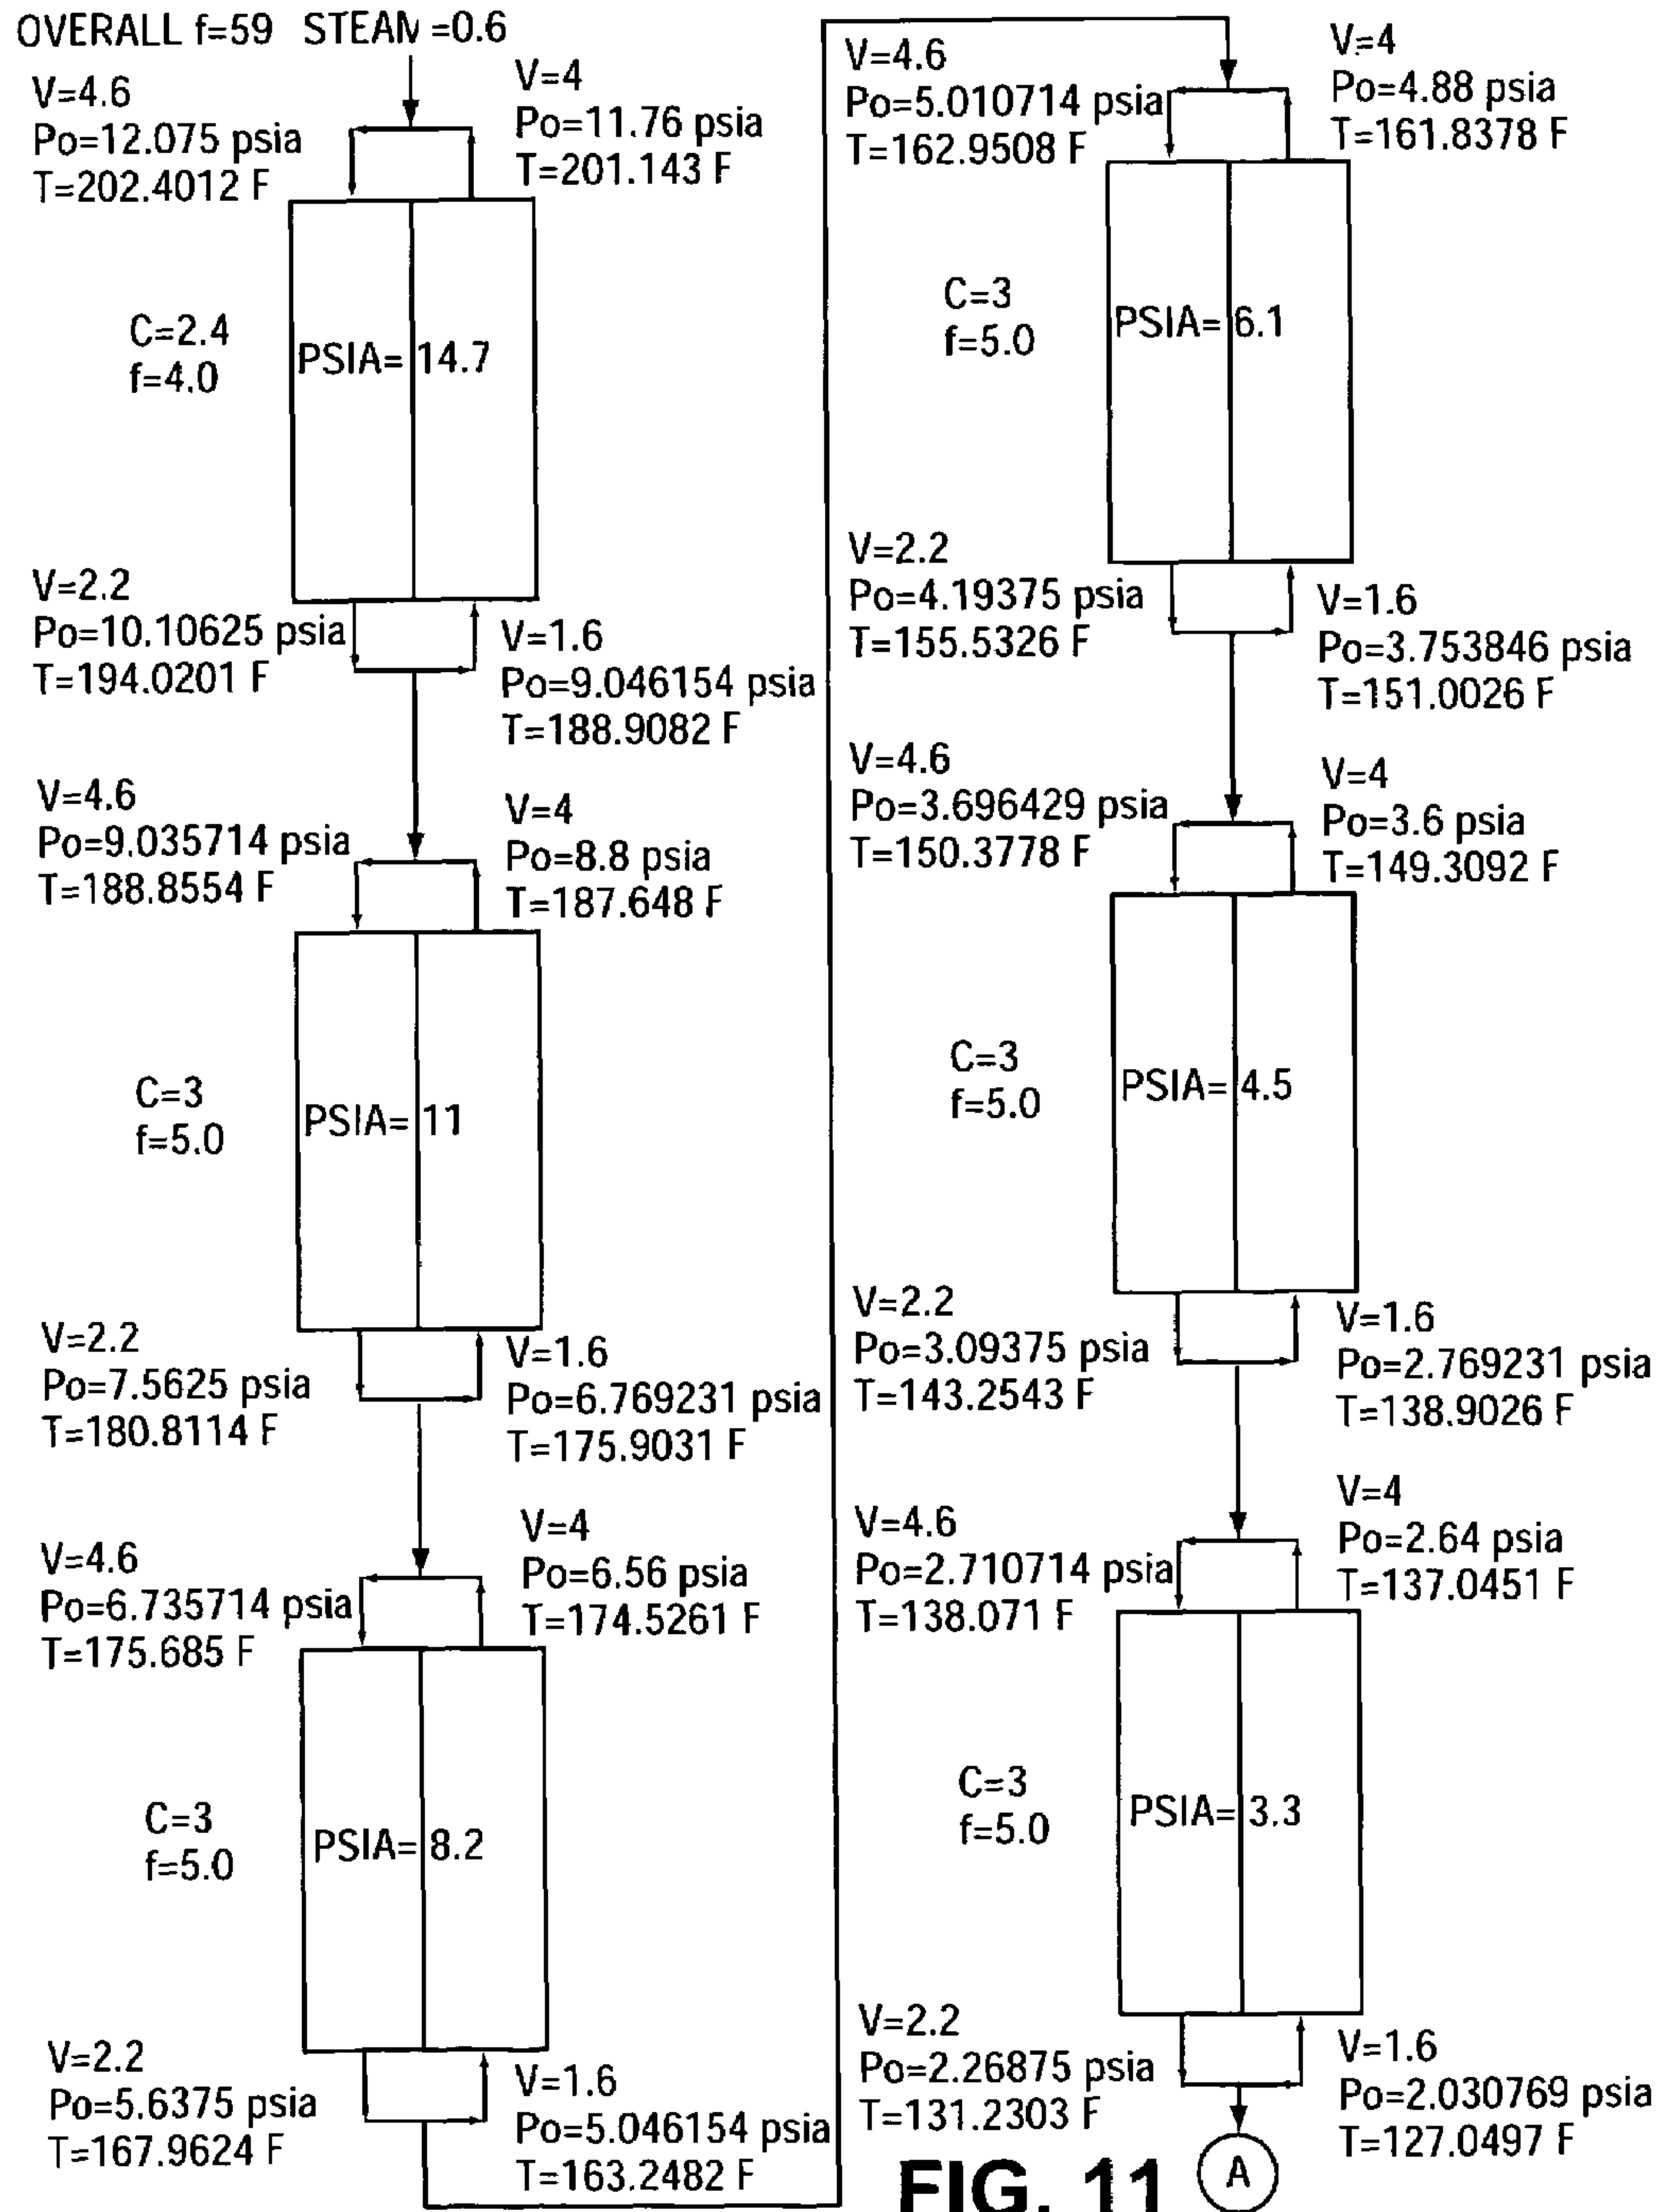 OVERALL f=59 STEAM =0.6
V=4.6
Po=12.075 psia
T=202.4012 F
V=4
Po=11.76 psia
T=201.143 F
C=2.4
f=4.0
PSIA= 14.7
V=2.2
Po=10.10625 psia
T=194.0201 F
V=1.6
Po=9.046154 psia
T=188.9082 F
V=4.6
Po=9.035714 psia
T=188.8554 F
V=4
Po=8.8 psia
T=187.648 F
C=3
f=5.0
PSIA= 11
V=2.2
Po=7.5625 psia
T=180.8114 F
V=1.6
Po=6.769231 psia
T=175.9031 F
V=4.6
Po=6.735714 psia
T=175.685 F
V=4
Po=6.56 psia
T=174.5261 F
C=3
f=5.0
PSIA= 8.2
V=2.2
Po=5.6375 psia
T=167.9624 F
V=1.6
Po=5.046154 psia
T=163.2482 F
V=4.6
Po=5.010714 psia
T=162.9508 F
V=4
Po=4.88 psia
T=161.8378 F
C=3
f=5.0
PSIA= 6.1
V=2.2
Po=4.19375 psia
T=155.5326 F
V=1.6
Po=3.753846 psia
T=151.0026 F
V=4.6
Po=3.696429 psia
T=150.3778 F
V=4
Po=3.6 psia
T=149.3092 F
C=3
f=5.0
PSIA= 4.5
V=2.2
Po=3.09375 psia
T=143.2543 F
V=1.6
Po=2.769231 psia
T=138.9026 F
V=4.6
Po=2.710714 psia
T=138.071 F
V=4
Po=2.64 psia
T=137.0451 F
C=3
f=5.0
PSIA= 3.3
V=2.2
Po=2.26875 psia
T=131.2303 F
V=1.6
Po=2.030769 psia
T=127.0497 F
A
FIG. 11